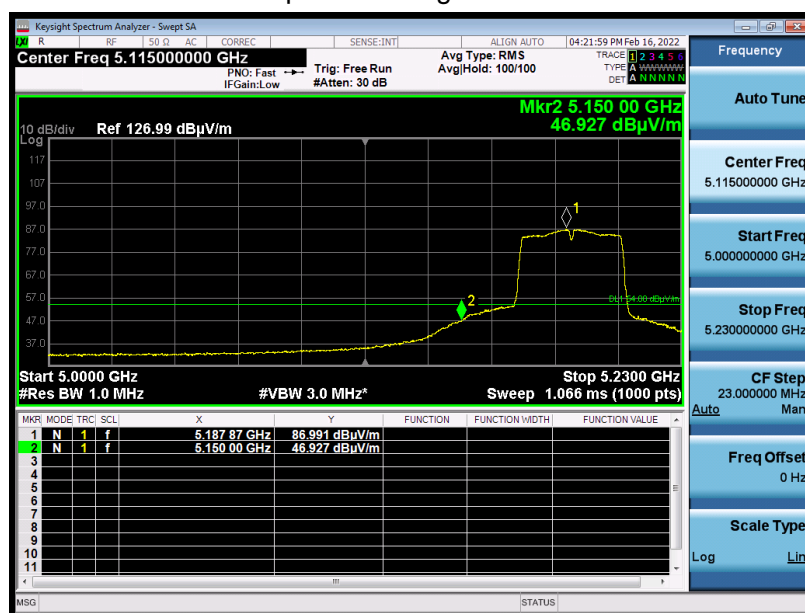 Keysight Spectrum Analyzer - Swept SA
LXI R RF 50 Ω AC CORREC SENSE:INT ALIGN AUTO 04:21:59 PM Feb 16, 2022
Center Freq 5.115000000 GHz
PNO: Fast
IFGain:Low
Trig: Free Run
#Atten: 30 dB
Avg Type: RMS
Avg|Hold: 100/100
TRACE 1 2 3 4 5 6
TYPE A WWWWW
DET A N N N N N
Mkr2 5.150 00 GHz
46.927 dBµV/m
10 dB/div Ref 126.99 dBµV/m
Log
117
107
97.0
87.0
77.0
67.0
57.0
47.0
37.0
1
2
DL1 54.00 dBµV/m
Start 5.0000 GHz Stop 5.2300 GHz
#Res BW 1.0 MHz #VBW 3.0 MHz* Sweep 1.066 ms (1000 pts)
MKR MODE TRC SCL X Y FUNCTION FUNCTION WIDTH FUNCTION VALUE
1 N 1 f 5.187 87 GHz 86.991 dBµV/m
2 N 1 f 5.150 00 GHz 46.927 dBµV/m
3
4
5
6
7
8
9
10
11
MSG STATUS
Frequency
Auto Tune
Center Freq
5.115000000 GHz
Start Freq
5.000000000 GHz
Stop Freq
5.230000000 GHz
CF Step
23.000000 MHz
Auto Man
Freq Offset
0 Hz
Scale Type
Log Lin